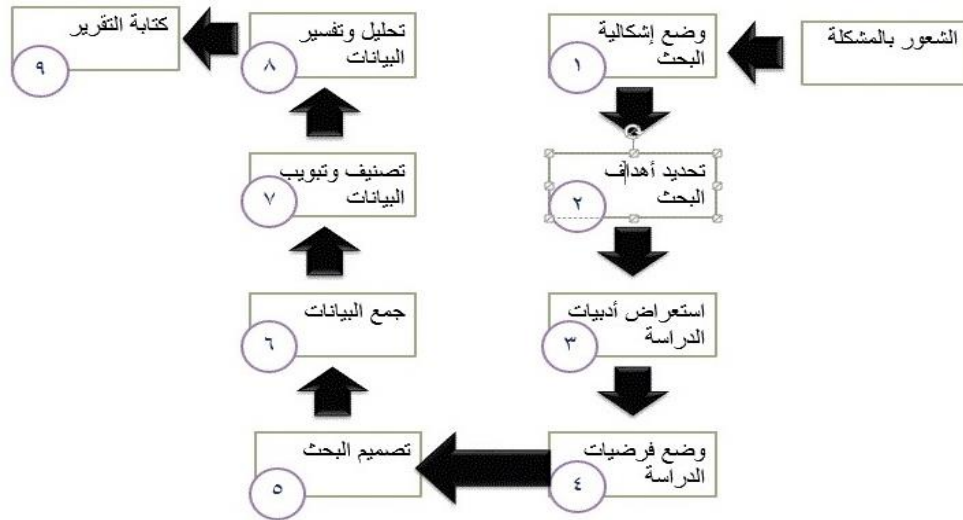 الشعور بالمشكلة
وضع إشكالية
البحث
١
تحديد أهداف
البحث
٢
استعراض أدبيات
الدراسة
٣
وضع فرضيات
الدراسة
٤
تصميم البحث
٥
جمع البيانات
٦
تصنيف وتبويب
البيانات
٧
تحليل وتفسير
البيانات
٨
كتابة التقرير
٩